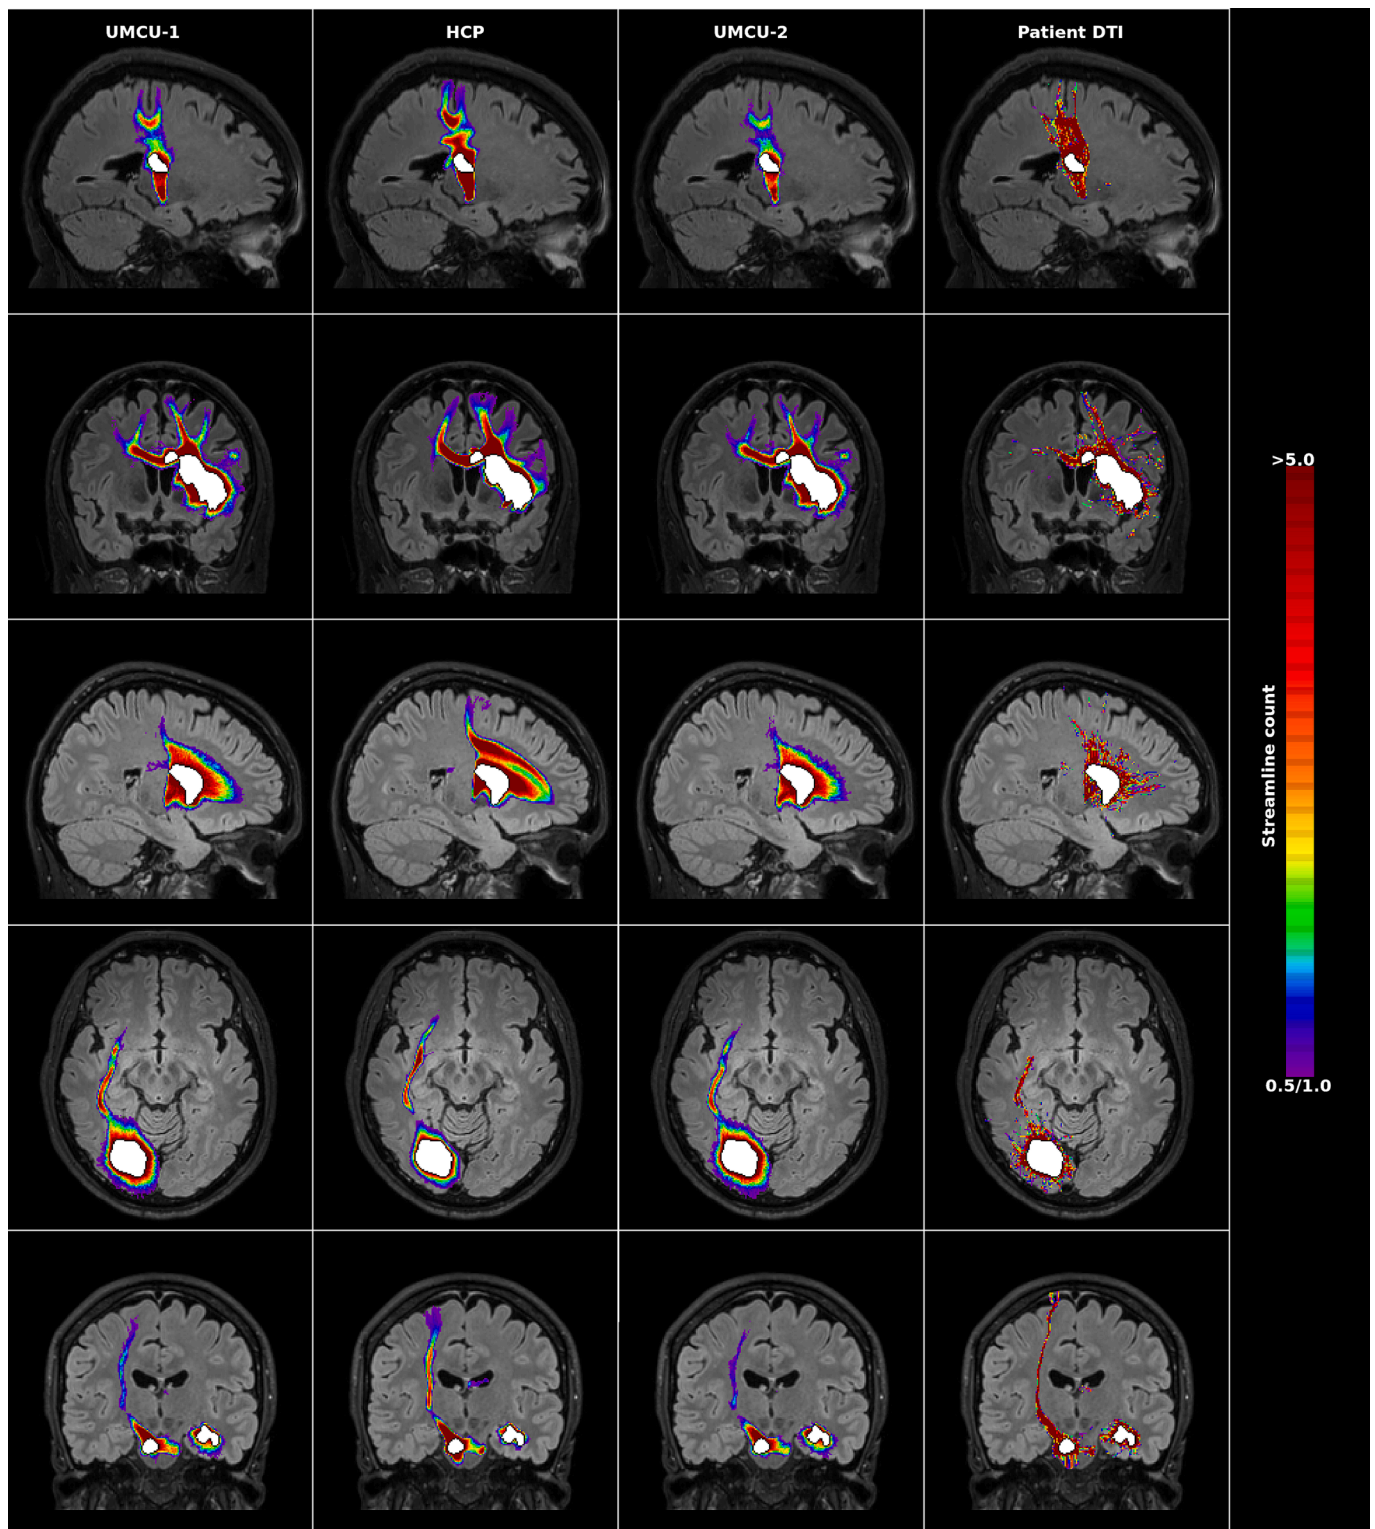 UMCU-1
HCP
UMCU-2
Patient DTI
>5.0
Streamline count
0.5/1.0